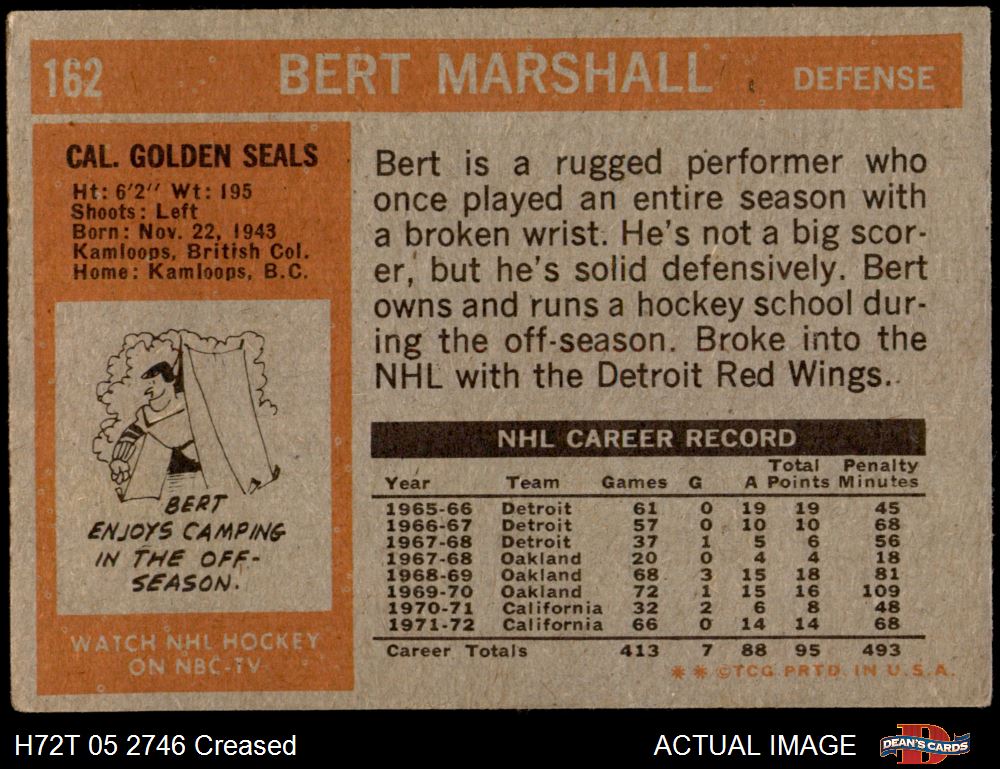 162 BERT MARSHALL DEFENSE
CAL. GOLDEN SEALS
Ht: 6'2" Wt: 195
Shoots: Left
Born: Nov. 22, 1943
Kamloops, British Col.
Home: Kamloops, B.C.
BERT
ENJOYS CAMPING
IN THE OFF-
SEASON.
WATCH NHL HOCKEY
ON NBC-TV
Bert is a rugged performer who
once played an entire season with
a broken wrist. He's not a big scor-
er, but he's solid defensively. Bert
owns and runs a hockey school dur-
ing the off-season. Broke into the
NHL with the Detroit Red Wings.
NHL CAREER RECORD
Year Team Games G A Total Points Penalty Minutes
1965-66 Detroit 61 0 19 19 45
1966-67 Detroit 57 0 10 10 68
1967-68 Detroit 37 1 5 6 56
1967-68 Oakland 20 0 4 4 18
1968-69 Oakland 68 3 15 18 81
1969-70 Oakland 72 1 15 16 109
1970-71 California 32 2 6 8 48
1971-72 California 66 0 14 14 68
Career Totals 413 7 88 95 493
* * ©TCG PRTD. IN U.S.A.
H72T 05 2746 Creased
ACTUAL IMAGE
DEAN'S CARDS